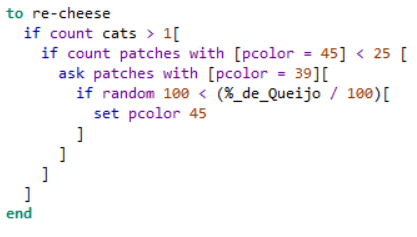 to re-cheese
if count cats > 1[
if count patches with [pcolor = 45] < 25 [
ask patches with [pcolor = 39][
if random 100 < (%_de_Queijo / 100)[
set pcolor 45
]
]
]
]
end